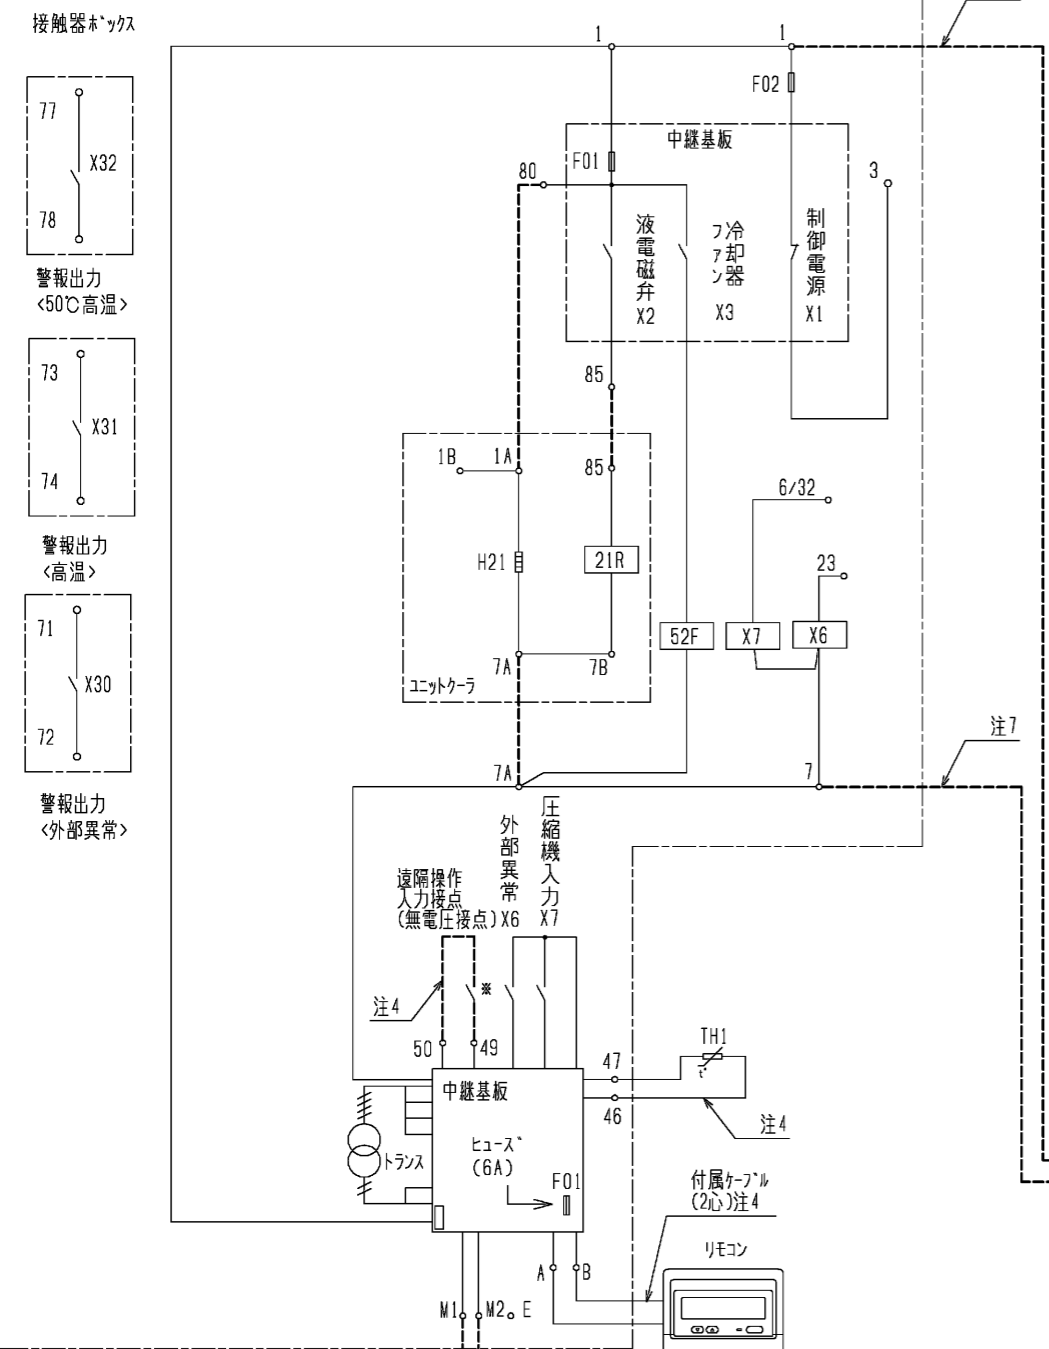 接触器ﾎﾞｯｸｽ
77
X32
78
警報出力
<50℃高温>
73
X31
74
警報出力
<高温>
71
X30
72
警報出力
<外部異常>
1
1
F02
中継基板
F01
80
3
液電磁弁
X2
冷却器
ファン
X3
制御電源
X1
85
1B
1A
85
6/32
H21
21R
23
52F
X7
X6
7A
7B
ﾕﾆｯﾄｸｰﾗ
注7
7A
7
外部異常
X6
圧縮機入力
X7
遠隔操作
入力接点
(無電圧接点)
※
注4
50
49
TH1
t°
47
46
中継基板
注4
ﾋｭｰｽﾞ
(6A)
F01
ﾄﾗﾝｽ
付属ｹｰﾌﾞﾙ
(2心)注4
ﾘﾓｺﾝ
A
B
M1
M2
E